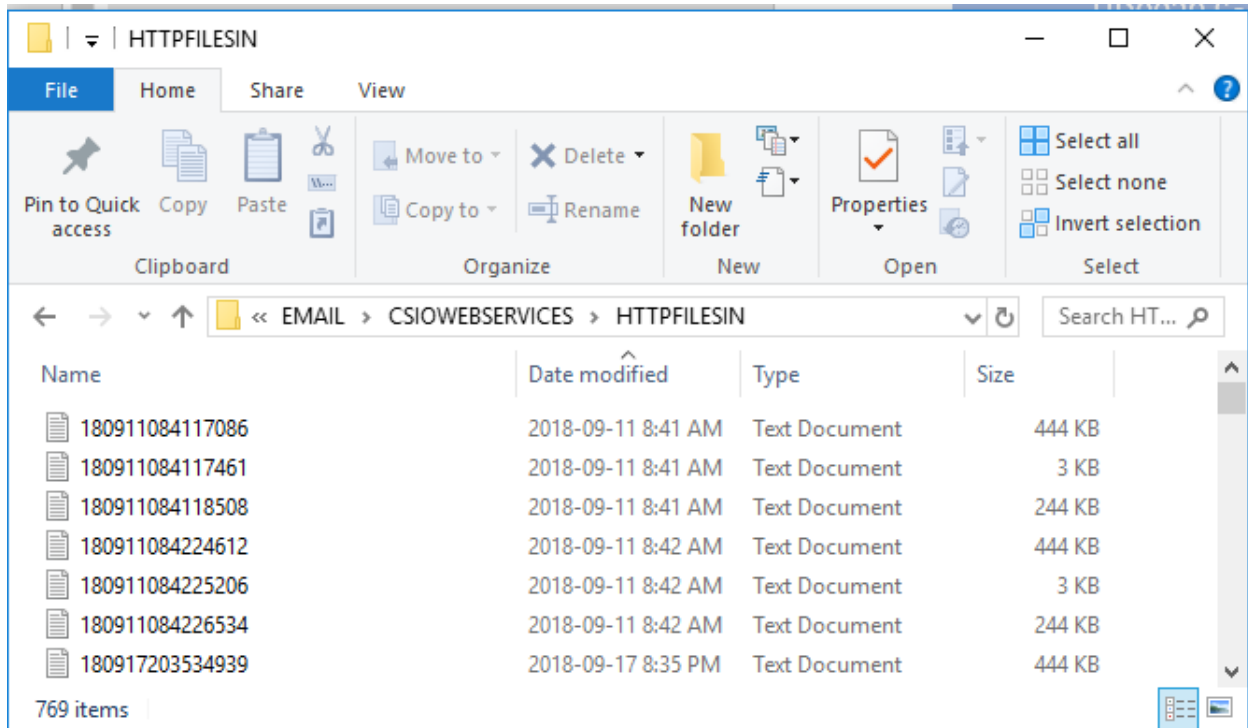 HTTPFILESIN
File Home Share View
Pin to Quick access
Copy
Paste
Clipboard
Move to
Copy to
Delete
Rename
Organize
New folder
New
Properties
Open
Select all
Select none
Invert selection
Select
« EMAIL > CSIOWEBSERVICES > HTTPFILESIN
Search HT...
Name Date modified Type Size
180911084117086 2018-09-11 8:41 AM Text Document 444 KB
180911084117461 2018-09-11 8:41 AM Text Document 3 KB
180911084118508 2018-09-11 8:41 AM Text Document 244 KB
180911084224612 2018-09-11 8:42 AM Text Document 444 KB
180911084225206 2018-09-11 8:42 AM Text Document 3 KB
180911084226534 2018-09-11 8:42 AM Text Document 244 KB
180917203534939 2018-09-17 8:35 PM Text Document 444 KB
769 items